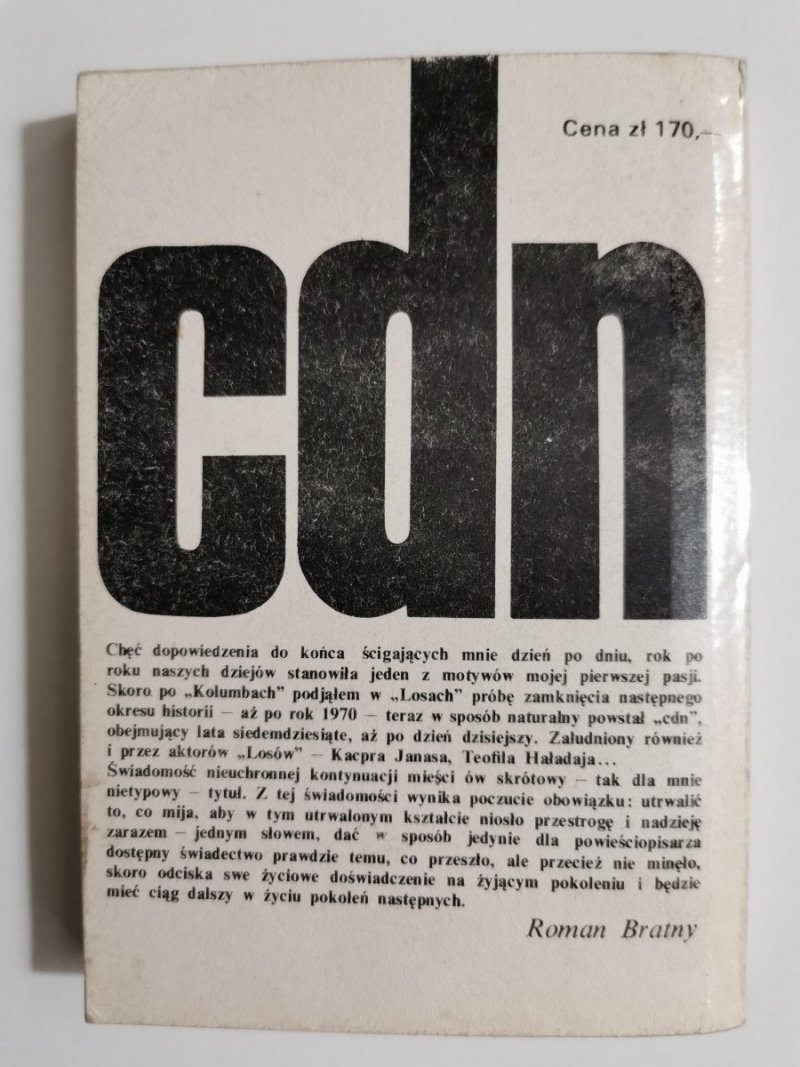 Cena zł 170,—
cdn
Chęć dopowiedzenia do końca ścigających mnie dzień po dniu, rok po
roku naszych dziejów stanowiła jeden z motywów mojej pierwszej pasji.
Skoro po „Kolumbach” podjąłem w „Losach” próbę zamknięcia następnego
okresu historii — aż po rok 1970 — teraz w sposób naturalny powstał „cdn”,
obejmujący lata siedemdziesiąte, aż po dzień dzisiejszy. Zaludniony również
i przez aktorów „Losów” — Kacpra Janasa, Teofila Haładaja...
Świadomość nieuchronnej kontynuacji mieści ów skrótowy — tak dla mnie
nietypowy — tytuł. Z tej świadomości wynika poczucie obowiązku: utrwalić
to, co mija, aby w tym utrwalonym kształcie niosło przestrogę i nadzieję
zarazem — jednym słowem, dać w sposób jedynie dla powieściopisarza
dostępny świadectwo prawdzie temu, co przeszło, ale przecież nie minęło,
skoro odciska swe życiowe doświadczenie na żyjącym pokoleniu i będzie
mieć ciąg dalszy w życiu pokoleń następnych.
Roman Bratny